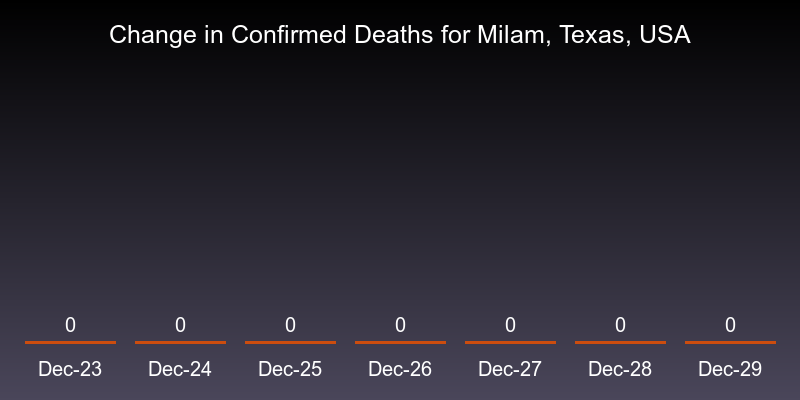 Change in Confirmed Deaths for Milam, Texas, USA
0 0 0 0 0 0 0
Dec-23 Dec-24 Dec-25 Dec-26 Dec-27 Dec-28 Dec-29